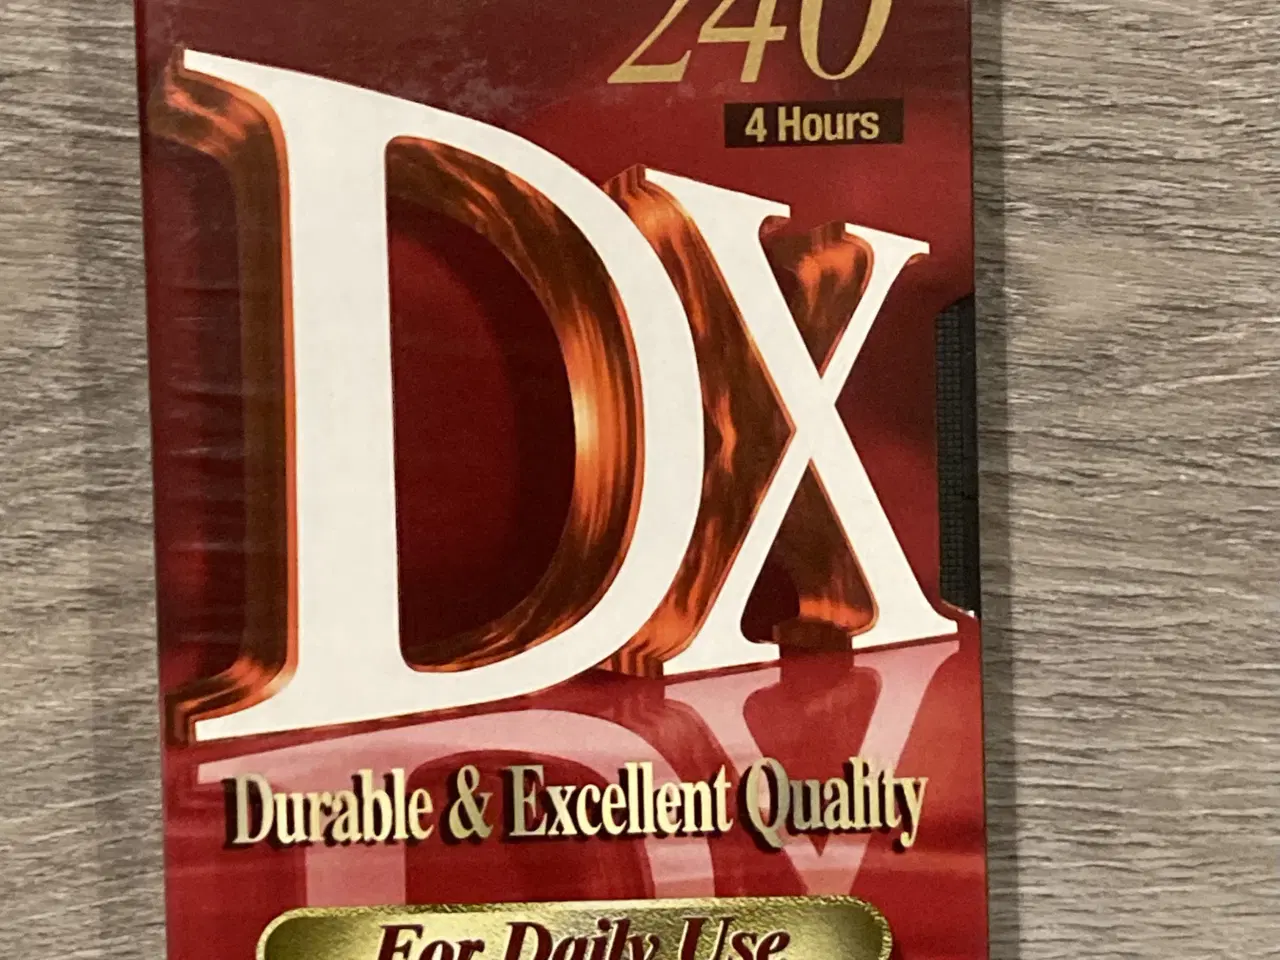 240
4 Hours
DX
Durable & Excellent Quality
For Daily Use